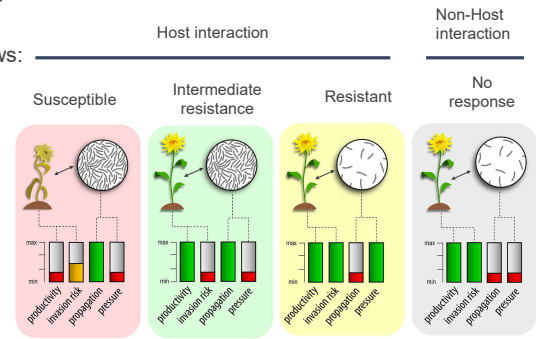 Non-Host
interaction
Host interaction
ws:
Susceptible
Intermediate
resistance
Resistant
No
response
max
min
productivity
invasion risk
propagation
pressure
max
min
productivity
invasion risk
propagation
pressure
max
min
productivity
invasion risk
propagation
pressure
max
min
productivity
invasion risk
propagation
pressure